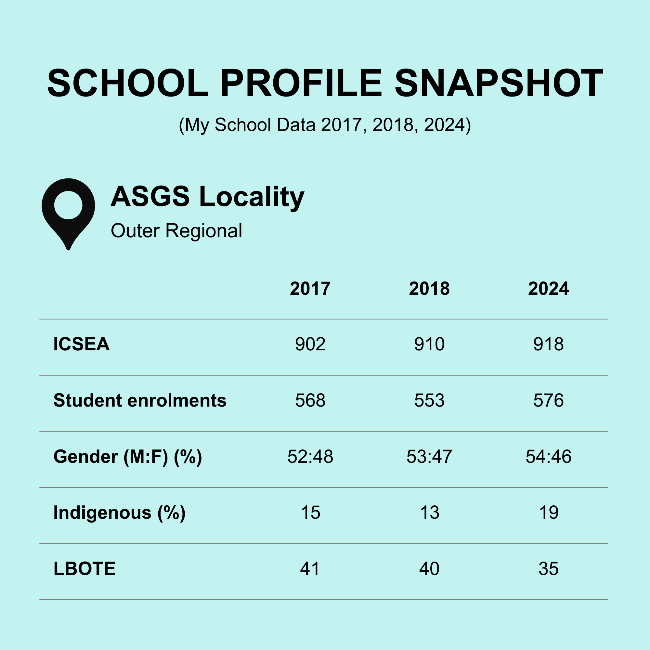 SCHOOL PROFILE SNAPSHOT
(My School Data 2017, 2018, 2024)
ASGS Locality
Outer Regional
2017 2018 2024
ICSEA 902 910 918
Student enrolments 568 553 576
Gender (M:F) (%) 52:48 53:47 54:46
Indigenous (%) 15 13 19
LBOTE 41 40 35